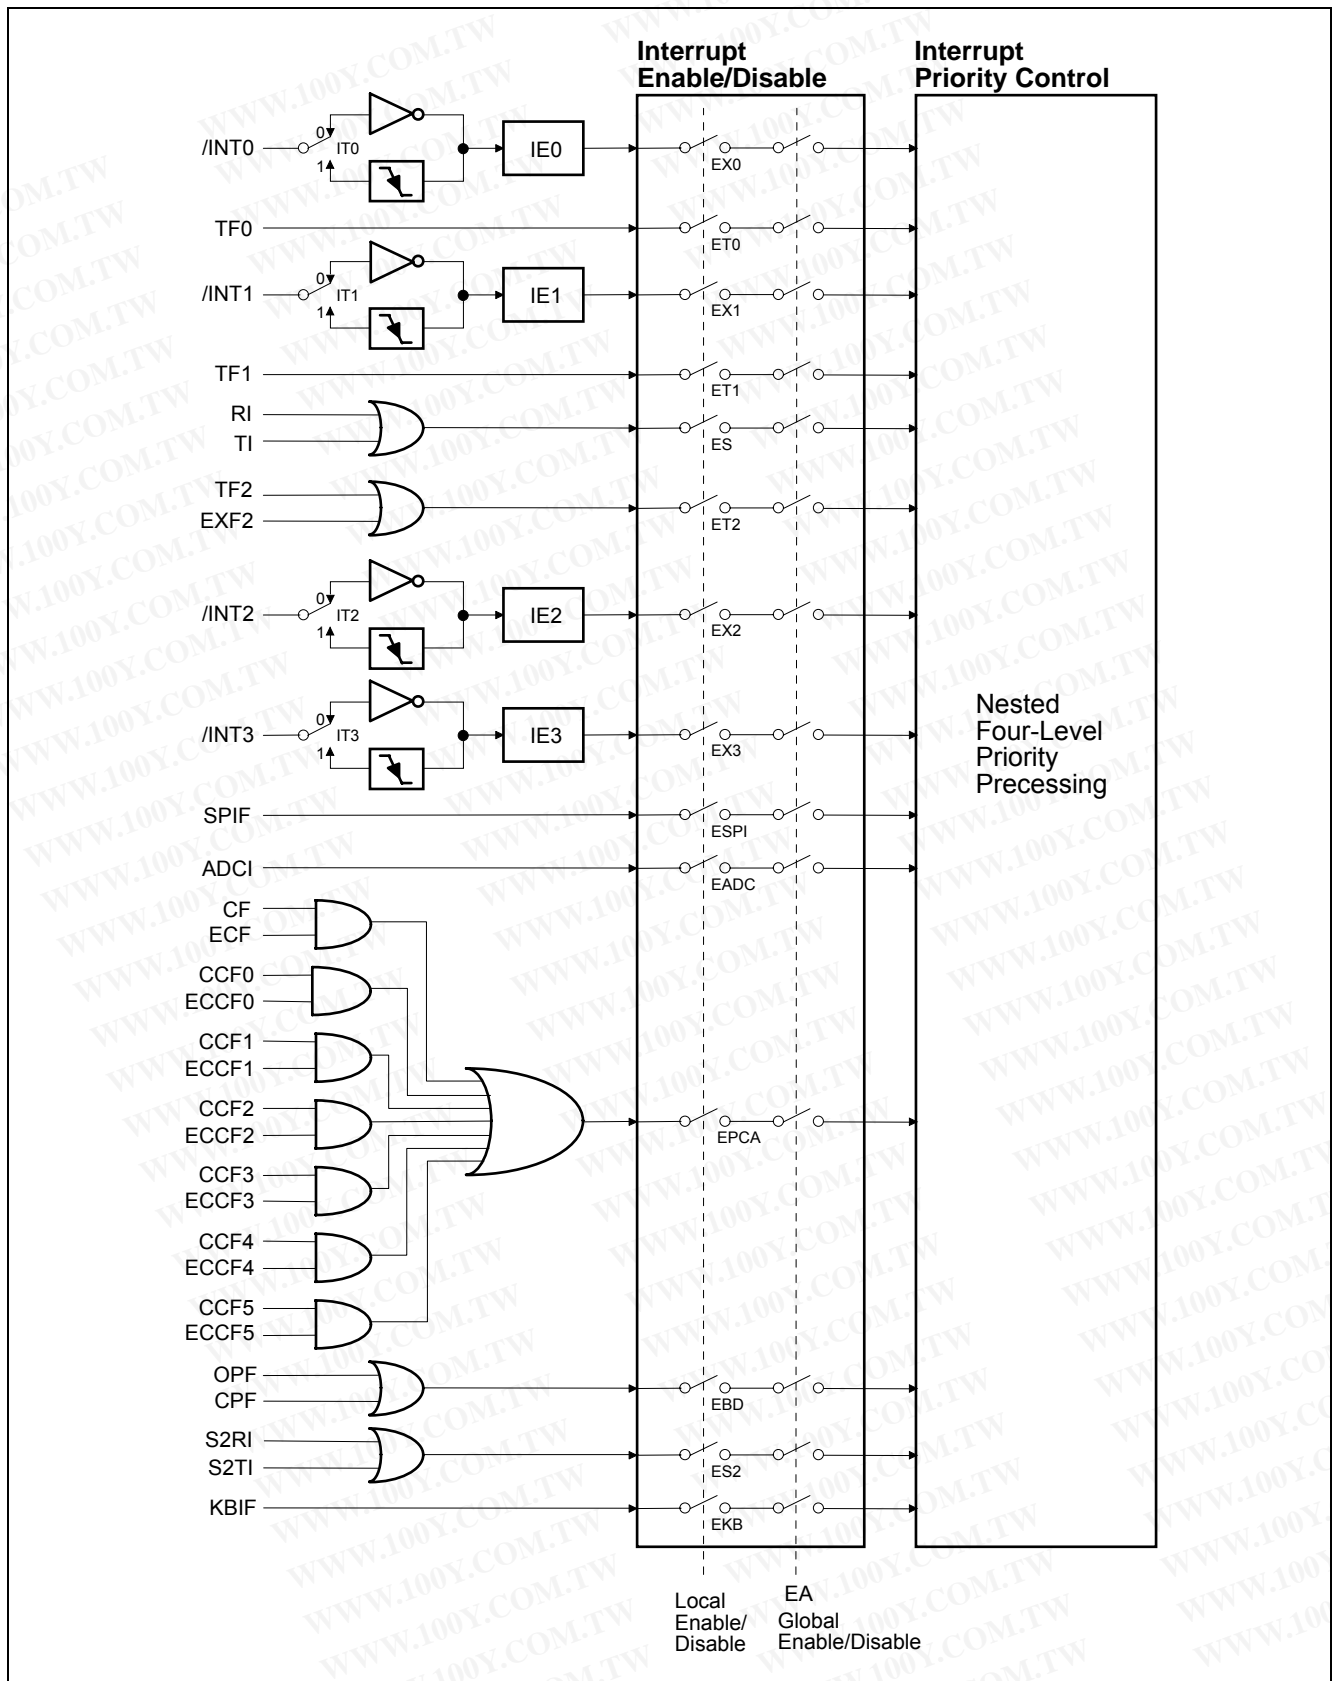 Interrupt
Enable/Disable
Interrupt
Priority Control
/INT0
0
1
IT0
IE0
EX0
TF0
ET0
/INT1
0
1
IT1
IE1
EX1
TF1
ET1
RI
TI
ES
TF2
EXF2
ET2
/INT2
0
1
IT2
IE2
EX2
/INT3
0
1
IT3
IE3
EX3
Nested
Four-Level
Priority
Precessing
SPIF
ESPI
ADCI
EADC
CF
ECF
CCF0
ECCF0
CCF1
ECCF1
CCF2
ECCF2
EPCA
CCF3
ECCF3
CCF4
ECCF4
CCF5
ECCF5
OPF
CPF
EBD
S2RI
S2TI
ES2
KBIF
EKB
Local
Enable/
Disable
EA
Global
Enable/Disable
WWW.100Y.COM.TW